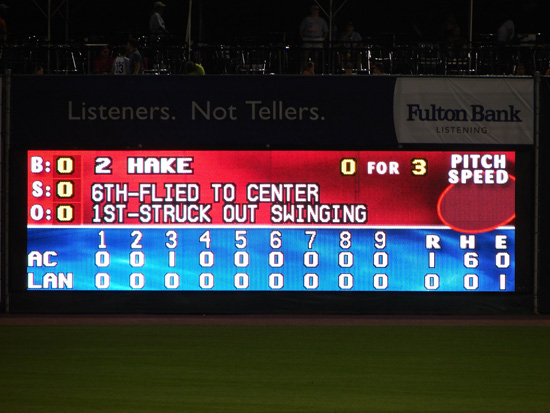 Listeners. Not Tellers.
Fulton Bank
LISTENING
B: 0 2 HAKE 0 FOR 3 PITCH SPEED
S: 0 6TH-FLIED TO CENTER
O: 0 1ST-STRUCK OUT SWINGING
1 2 3 4 5 6 7 8 9 R H E
AC 0 0 1 0 0 0 0 0 0 1 6 0
LAN 0 0 0 0 0 0 0 0 0 0 0 1